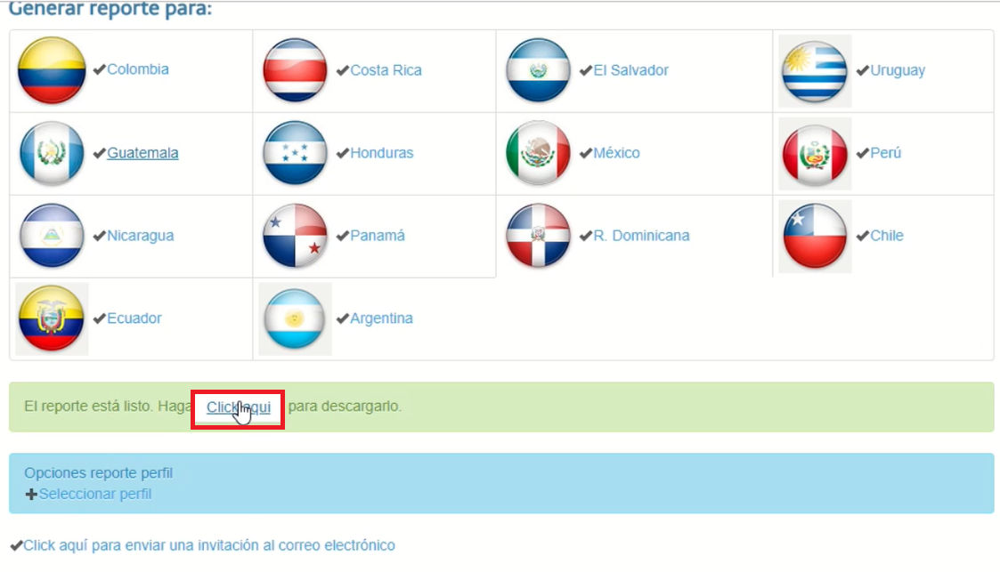 Generar reporte para:
Colombia
Costa Rica
El Salvador
Uruguay
Guatemala
Honduras
México
Perú
Nicaragua
Panamá
R. Dominicana
Chile
Ecuador
Argentina
El reporte está listo. Haga Click aqui para descargarlo.
Opciones reporte perfil
Seleccionar perfil
Click aquí para enviar una invitación al correo electrónico